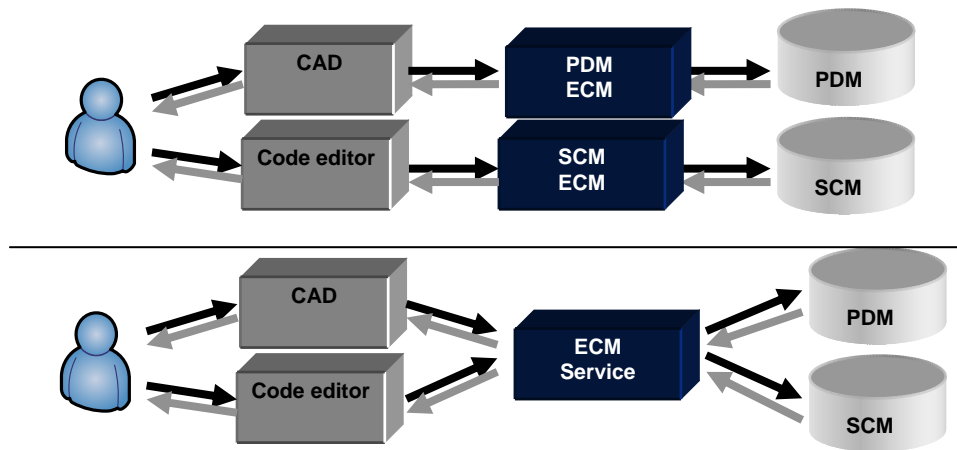 CAD
PDM
ECM
PDM
Code editor
SCM
ECM
SCM
CAD
PDM
ECM
Service
Code editor
SCM